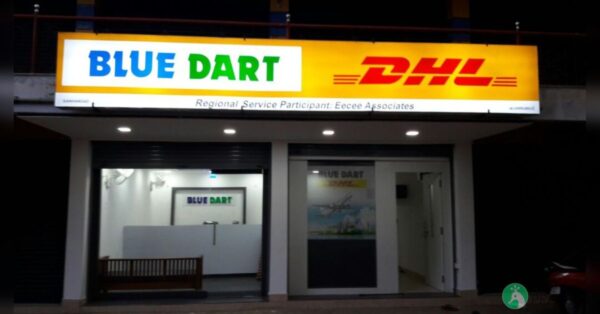 BLUE DART
DHL
Regional Service Participant: Eecee Associates
BLUE DART
BLUE DART
DHL